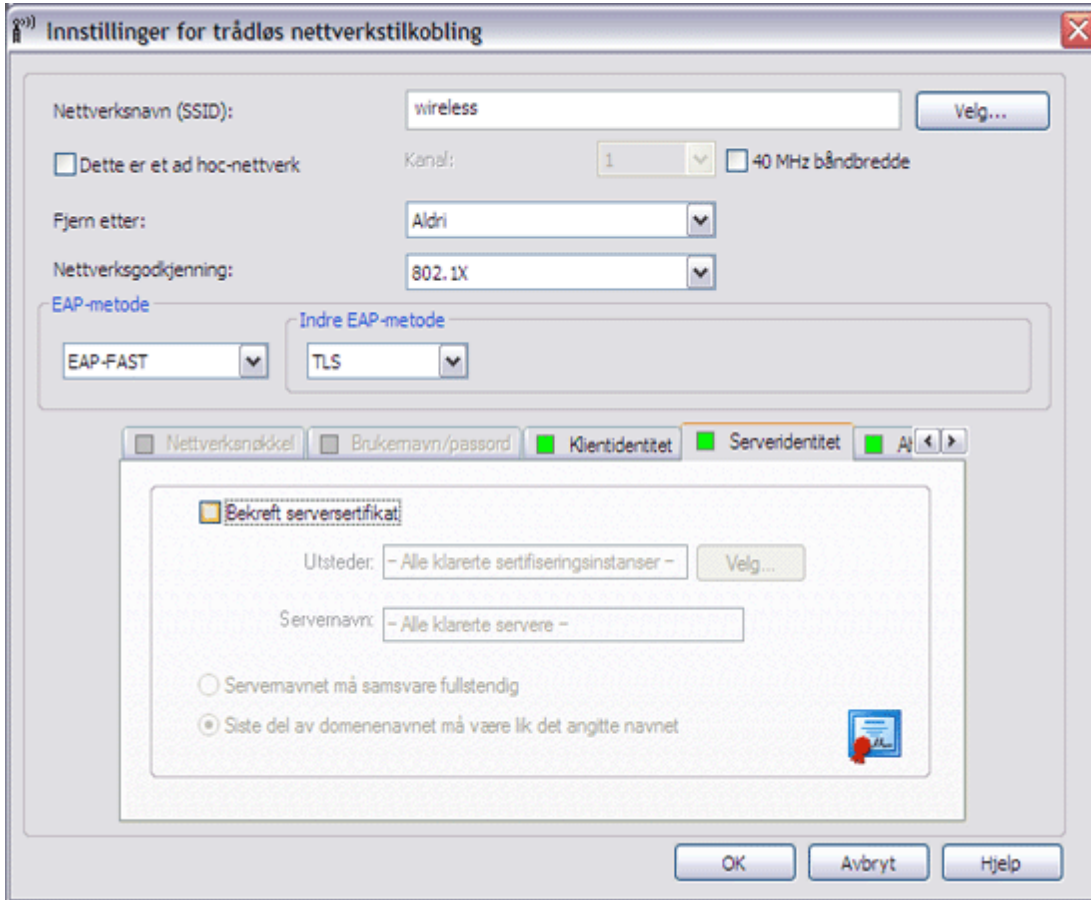 Innstillinger for trådløs nettverkstilkobling
Nettverksnavn (SSID): wireless Velg...
Dette er et ad hoc-nettverk Kanal: 1 40 MHz båndbredde
Fjern etter: Aldri
Nettverksgodkjenning: 802.1X
EAP-metode
Indre EAP-metode
EAP-FAST TLS
Nettverksnøkkel Brukernavn/passord Klientidentitet Serveridentitet
Bekreft serversertifikat
Utsteder: - Alle klarerte sertifiseringsinstanser - Velg...
Servernavn: - Alle klarerte servere -
Servernavnet må samsvare fullstendig
Siste del av domenenavnet må være lik det angitte navnet
OK Avbryt Hjelp